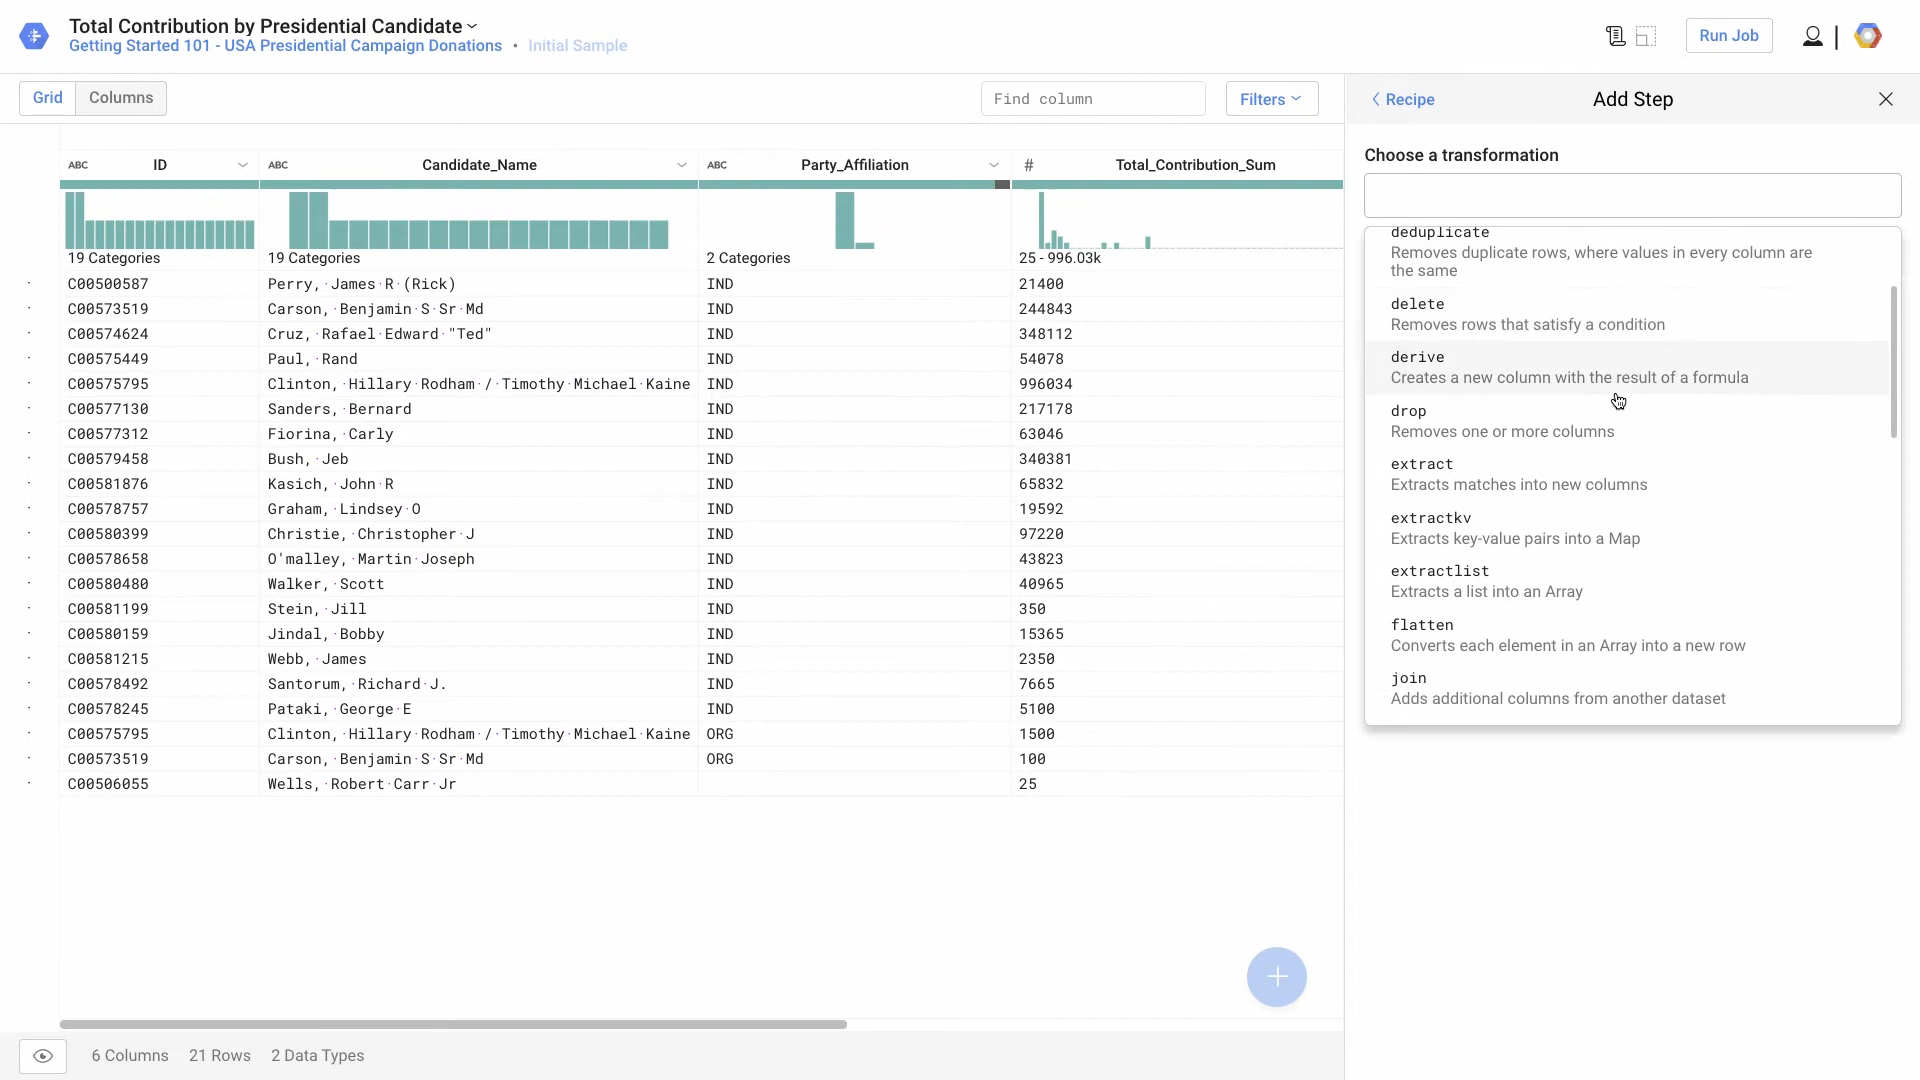 Total Contribution by Presidential Candidate
Getting Started 101 - USA Presidential Campaign Donations • Initial Sample
Run Job
Grid Columns
Find column
Filters
Recipe
Add Step
Choose a transformation
ABC ID ABC Candidate_Name ABC Party_Affiliation # Total_Contribution_Sum
19 Categories 19 Categories 2 Categories 25 - 996.03k
C00500587 Perry,·James·R·(Rick) IND 21400
C00573519 Carson,·Benjamin·S·Sr·Md IND 244843
C00574624 Cruz,·Rafael·Edward·"Ted" IND 348112
C00575449 Paul,·Rand IND 54078
C00575795 Clinton,·Hillary·Rodham·/·Timothy·Michael·Kaine IND 996034
C00577130 Sanders,·Bernard IND 217178
C00577312 Fiorina,·Carly IND 63046
C00579458 Bush,·Jeb IND 340381
C00581876 Kasich,·John·R IND 65832
C00578757 Graham,·Lindsey·O IND 19592
C00580399 Christie,·Christopher·J IND 97220
C00578658 O'malley,·Martin·Joseph IND 43823
C00580480 Walker,·Scott IND 40965
C00581199 Stein,·Jill IND 350
C00580159 Jindal,·Bobby IND 15365
C00581215 Webb,·James IND 2350
C00578492 Santorum,·Richard·J. IND 7665
C00578245 Pataki,·George·E IND 5100
C00575795 Clinton,·Hillary·Rodham·/·Timothy·Michael·Kaine ORG 1500
C00573519 Carson,·Benjamin·S·Sr·Md ORG 100
C00506055 Wells,·Robert·Carr·Jr 25
deduplicate
Removes duplicate rows, where values in every column are
the same
delete
Removes rows that satisfy a condition
derive
Creates a new column with the result of a formula
drop
Removes one or more columns
extract
Extracts matches into new columns
extractkv
Extracts key-value pairs into a Map
extractlist
Extracts a list into an Array
flatten
Converts each element in an Array into a new row
join
Adds additional columns from another dataset
6 Columns 21 Rows 2 Data Types